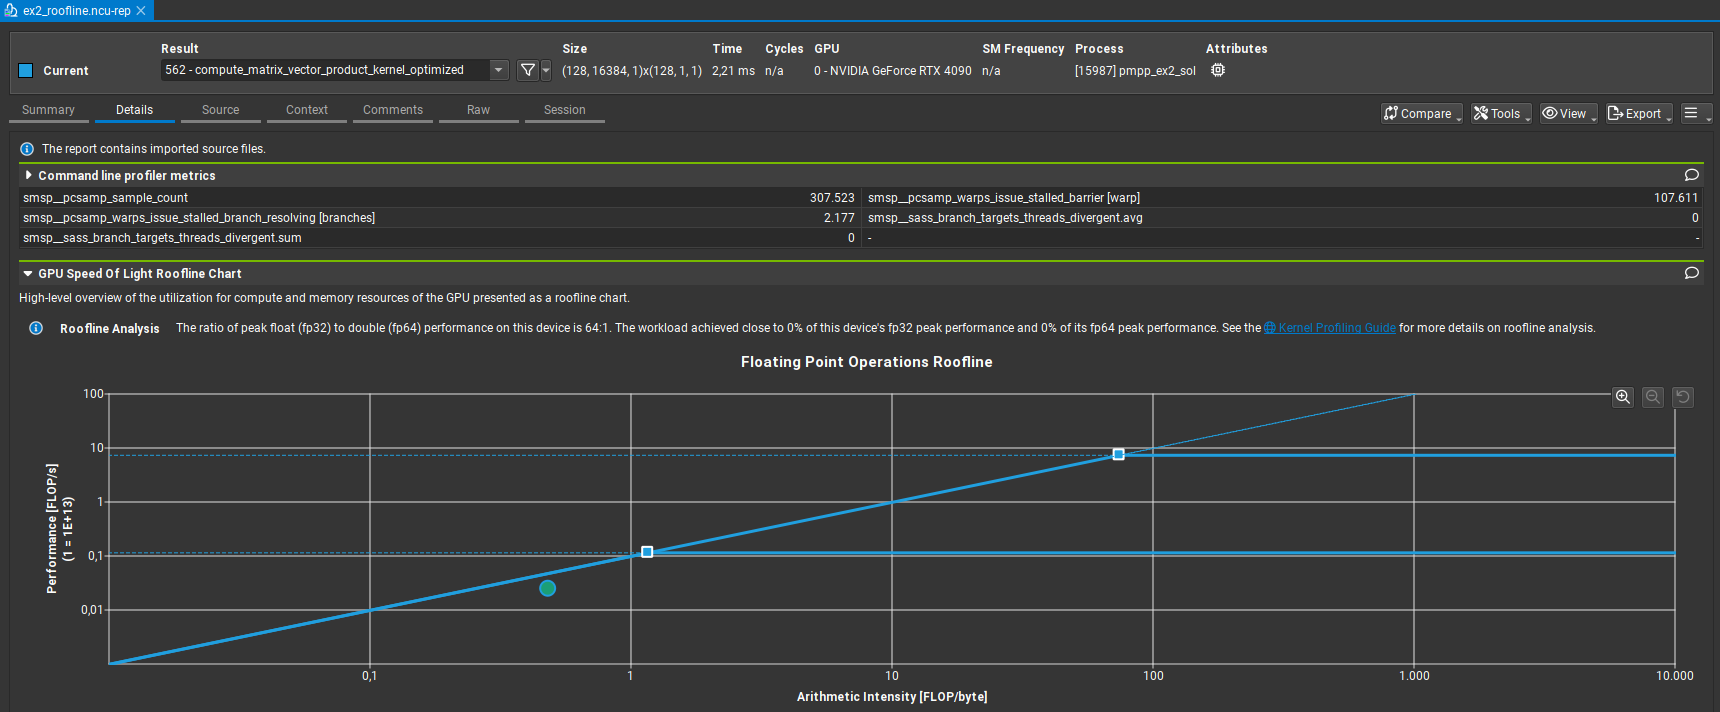 ex2_roofline.ncu-rep
Result Size Time Cycles GPU SM Frequency Process Attributes
Current 562 - compute_matrix_vector_product_kernel_optimized (128, 16384, 1)x(128, 1, 1) 2,21 ms n/a 0 - NVIDIA GeForce RTX 4090 n/a [15987] pmpp_ex2_sol
Summary Details Source Context Comments Raw Session Compare Tools View Export
The report contains imported source files.
Command line profiler metrics
smsp__pcsamp_sample_count 307.523 smsp__pcsamp_warps_issue_stalled_barrier [warp] 107.611
smsp__pcsamp_warps_issue_stalled_branch_resolving [branches] 2.177 smsp__sass_branch_targets_threads_divergent.avg 0
smsp__sass_branch_targets_threads_divergent.sum 0 - -
GPU Speed Of Light Roofline Chart
High-level overview of the utilization for compute and memory resources of the GPU presented as a roofline chart.
Roofline Analysis The ratio of peak float (fp32) to double (fp64) performance on this device is 64:1. The workload achieved close to 0% of this device's fp32 peak performance and 0% of its fp64 peak performance. See the Kernel Profiling Guide for more details on roofline analysis.
Floating Point Operations Roofline
100
10
1
0,1
0,01
Performance [FLOP/s]
(1 = 1E+13)
0,1 1 10 100 1.000 10.000
Arithmetic Intensity [FLOP/byte]